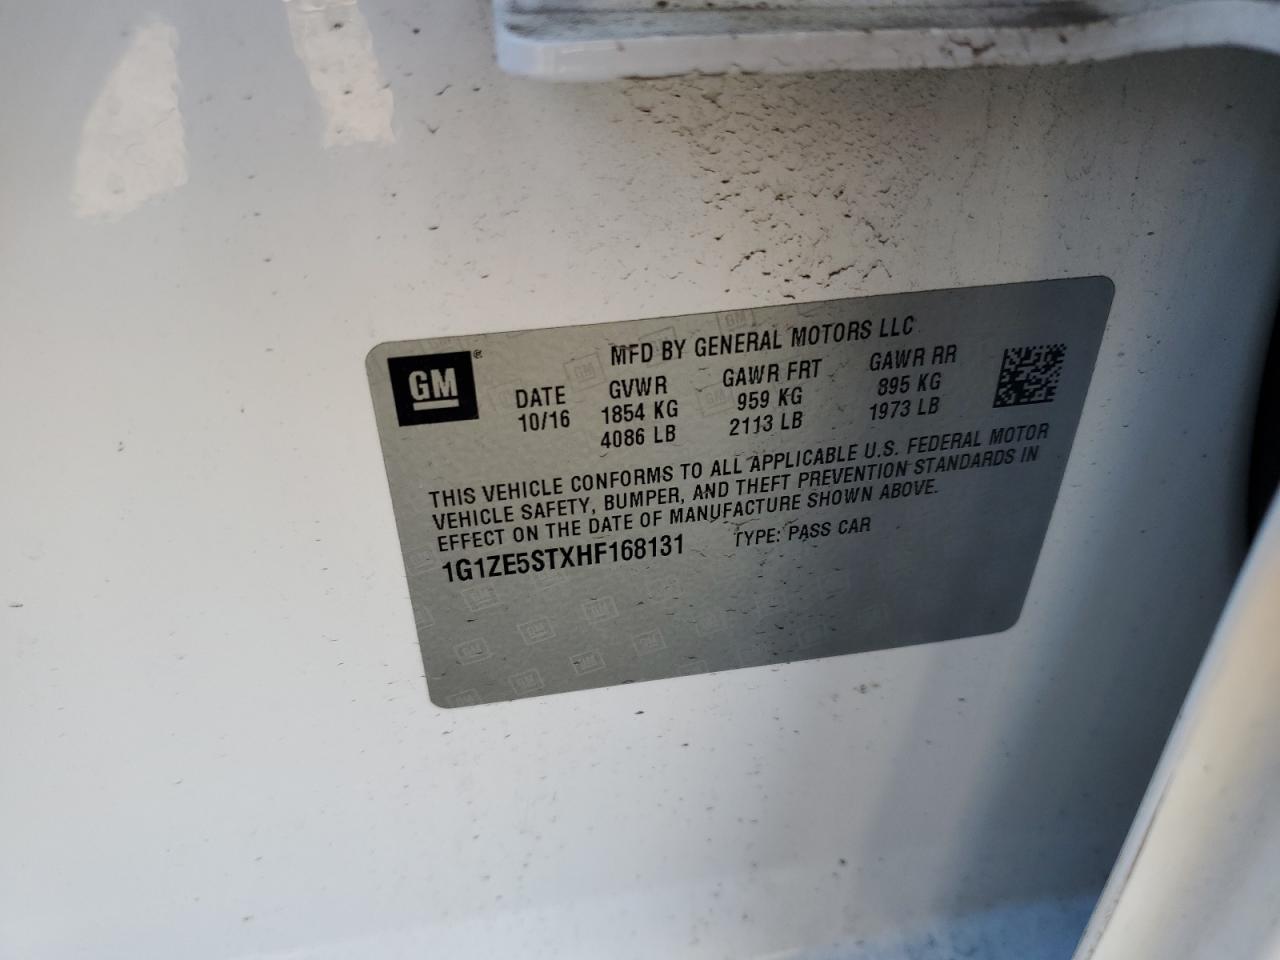 MFD BY GENERAL MOTORS LLC
GM®
DATE GVWR GAWR FRT GAWR RR
10/16 1854 KG 959 KG 895 KG
4086 LB 2113 LB 1973 LB
THIS VEHICLE CONFORMS TO ALL APPLICABLE U.S. FEDERAL MOTOR
VEHICLE SAFETY, BUMPER, AND THEFT PREVENTION STANDARDS IN
EFFECT ON THE DATE OF MANUFACTURE SHOWN ABOVE.
1G1ZE5STXHF168131 TYPE: PASS CAR